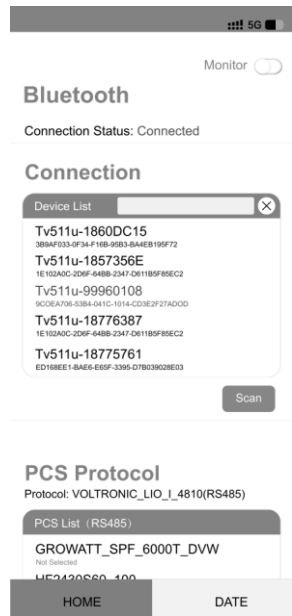 5G
Monitor
Bluetooth
Connection Status: Connected
Connection
Device List
Tv511u-1860DC15
3B9AF033-0F34-F16B-95B3-BA4EB195F72
Tv511u-1857356E
1E102A0C-2D6F-64BB-2347-D611B5F85EC2
Tv511u-99960108
9COEA706-53B4-041C-1014-CD3E2F27ADOD
Tv511u-18776387
1E102A0C-2D6F-64BB-2347-D611B5F85EC2
Tv511u-18775761
ED168EE1-BAE6-E65F-3395-D7B039028E03
Scan
PCS Protocol
Protocol: VOLTRONIC_LIO_I_4810(RS485)
PCS List（RS485）
GROWATT_SPF_6000T_DVW
Not Selected
HF2430S60_100
HOME
DATE